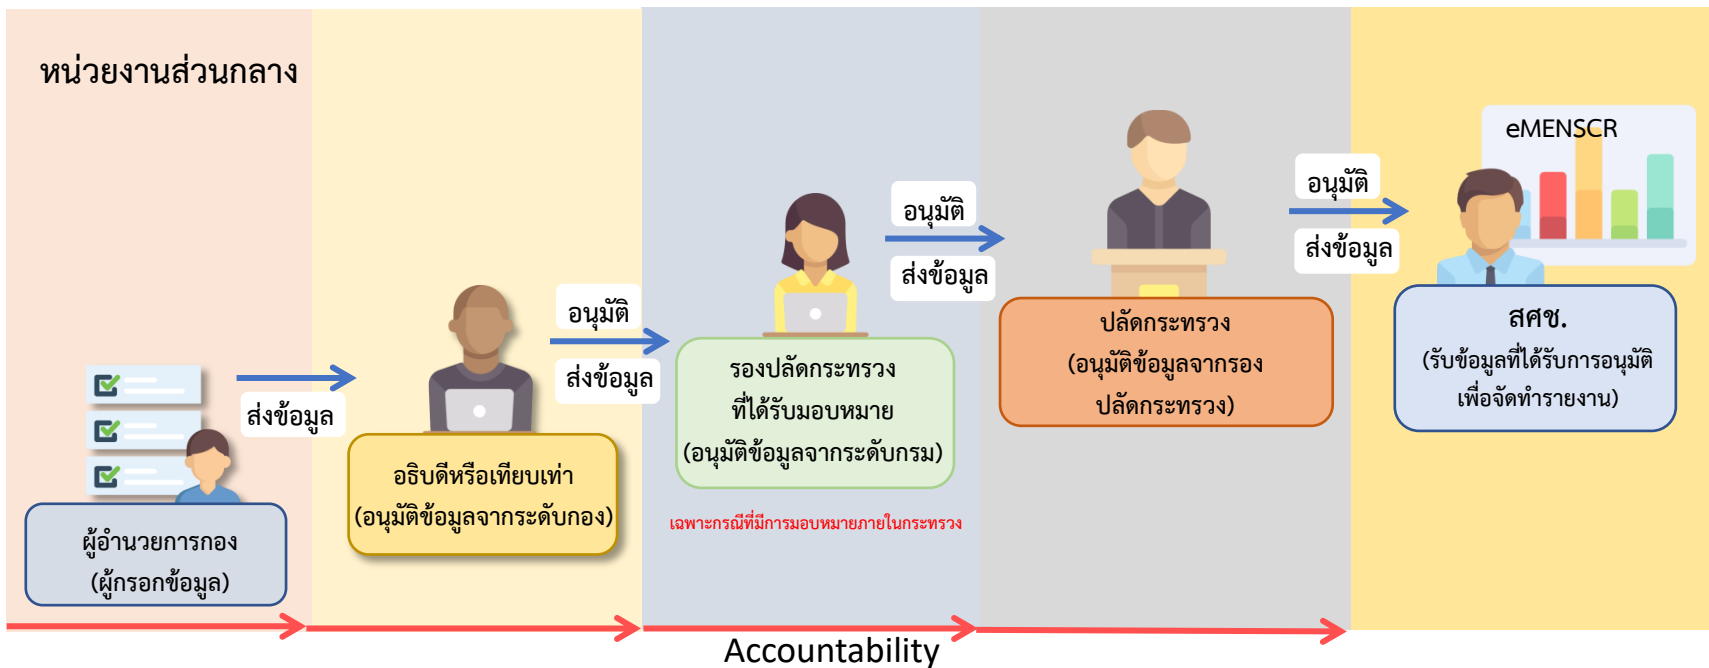 หน่วยงานส่วนกลาง
ผู้อำนวยการกอง
(ผู้กรอกข้อมูล)
ส่งข้อมูล
อธิบดีหรือเทียบเท่า
(อนุมัติข้อมูลจากระดับกอง)
อนุมัติ
ส่งข้อมูล
รองปลัดกระทรวง
ที่ได้รับมอบหมาย
(อนุมัติข้อมูลจากระดับกรม)
เฉพาะกรณีที่มีการมอบหมายภายในกระทรวง
อนุมัติ
ส่งข้อมูล
ปลัดกระทรวง
(อนุมัติข้อมูลจากรอง
ปลัดกระทรวง)
อนุมัติ
ส่งข้อมูล
eMENSCR
สศช.
(รับข้อมูลที่ได้รับการอนุมัติ
เพื่อจัดทำรายงาน)
Accountability